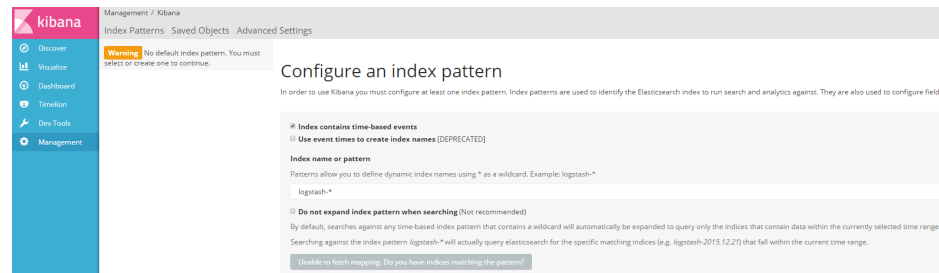 kibana
Discover
Visualize
Dashboard
Timelion
Dev Tools
Management
Management / Kibana
Index Patterns Saved Objects Advanced Settings
Warning No default index pattern. You must
select or create one to continue.
Configure an index pattern
In order to use Kibana you must configure at least one index pattern. Index patterns are used to identify the Elasticsearch index to run search and analytics against. They are also used to configure field
Index contains time-based events
Use event times to create index names [DEPRECATED]
Index name or pattern
Patterns allow you to define dynamic index names using * as a wildcard. Example: logstash-*
logstash-*
Do not expand index pattern when searching (Not recommended)
By default, searches against any time-based index pattern that contains a wildcard will automatically be expanded to query only the indices that contain data within the currently selected time range
Searching against the index pattern logstash-* will actually query elasticsearch for the specific matching indices (e.g. logstash-2015.12.21) that fall within the current time range.
Unable to fetch mapping. Do you have indices matching the pattern?